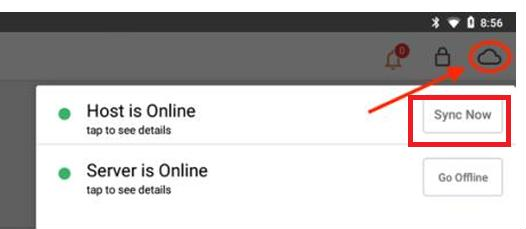 8:56
0
Host is Online
tap to see details
Sync Now
Server is Online
tap to see details
Go Offline